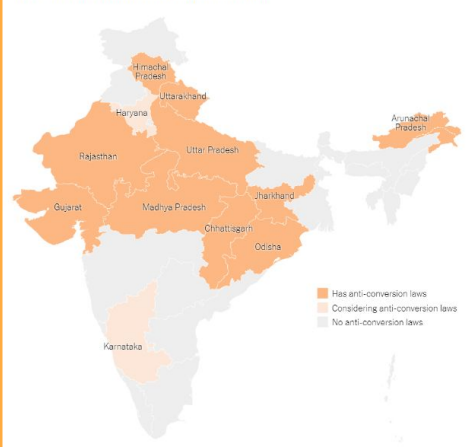 Himachal
Pradesh
Uttarakhand
Haryana
Arunachal
Pradesh
Rajasthan
Uttar Pradesh
Jharkhand
Gujarat
Madhya Pradesh
Chhattisgarh
Odisha
Has anti-conversion laws
Considering anti-conversion laws
No anti-conversion laws
Karnataka